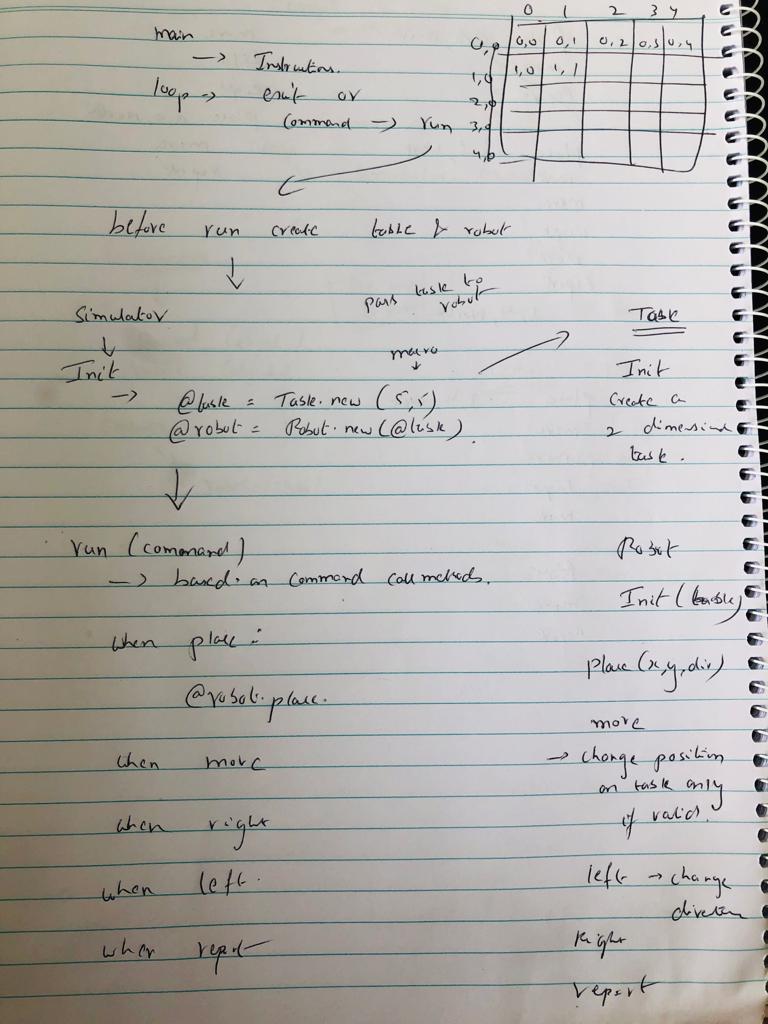 0 1 2 3 4
main
0,0 0,0 0,1 0,2 0,3 0,4
→ Instructions.
1,0 1,0 1,1
loop → exit or
2,0
command → run
3,0
4,0
before run create table & robot
Simulator
pass task to robot
Task
Init
macro
Init
→ @task = Task.new (5,5)
create a
@robot = Robot.new(@task).
2 dimensional
task.
run (command)
Robot
→ based on command call methods.
Init (task)
when place :
place (x,y,dir)
@robot.place.
move
when move
→ change position
on task only
if valid.
when right
when left.
left → change
direction
when report
Right
report